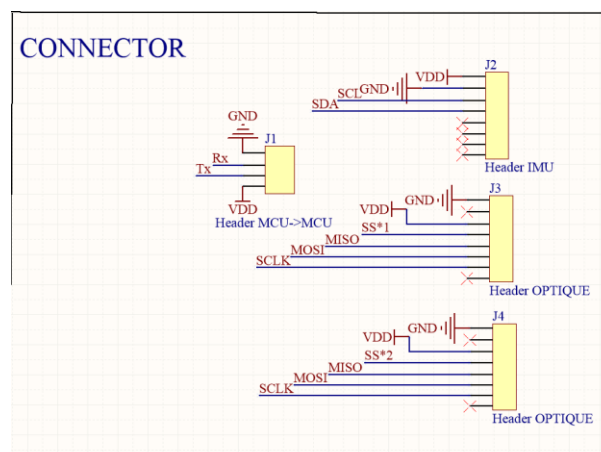 CONNECTOR
J2
VDD
GND
SCL
SDA
Header IMU
GND
J1
Rx
Tx
VDD
Header MCU->MCU
J3
GND
VDD
SS*1
MISO
MOSI
SCLK
Header OPTIQUE
J4
GND
VDD
SS*2
MISO
MOSI
SCLK
Header OPTIQUE